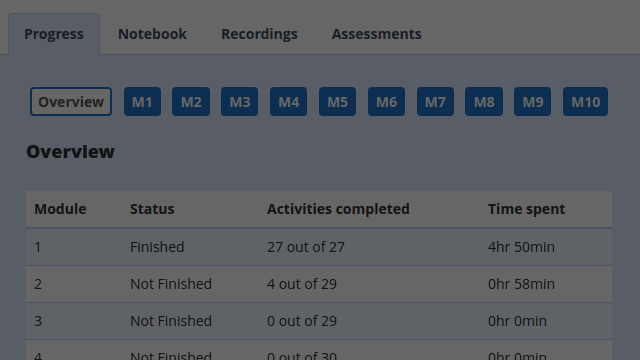 Progress Notebook Recordings Assessments
Overview M1 M2 M3 M4 M5 M6 M7 M8 M9 M10
Overview
Module Status Activities completed Time spent
1 Finished 27 out of 27 4hr 50min
2 Not Finished 4 out of 29 0hr 58min
3 Not Finished 0 out of 29 0hr 0min
4 Not Finished 0 out of 30 0hr 0min